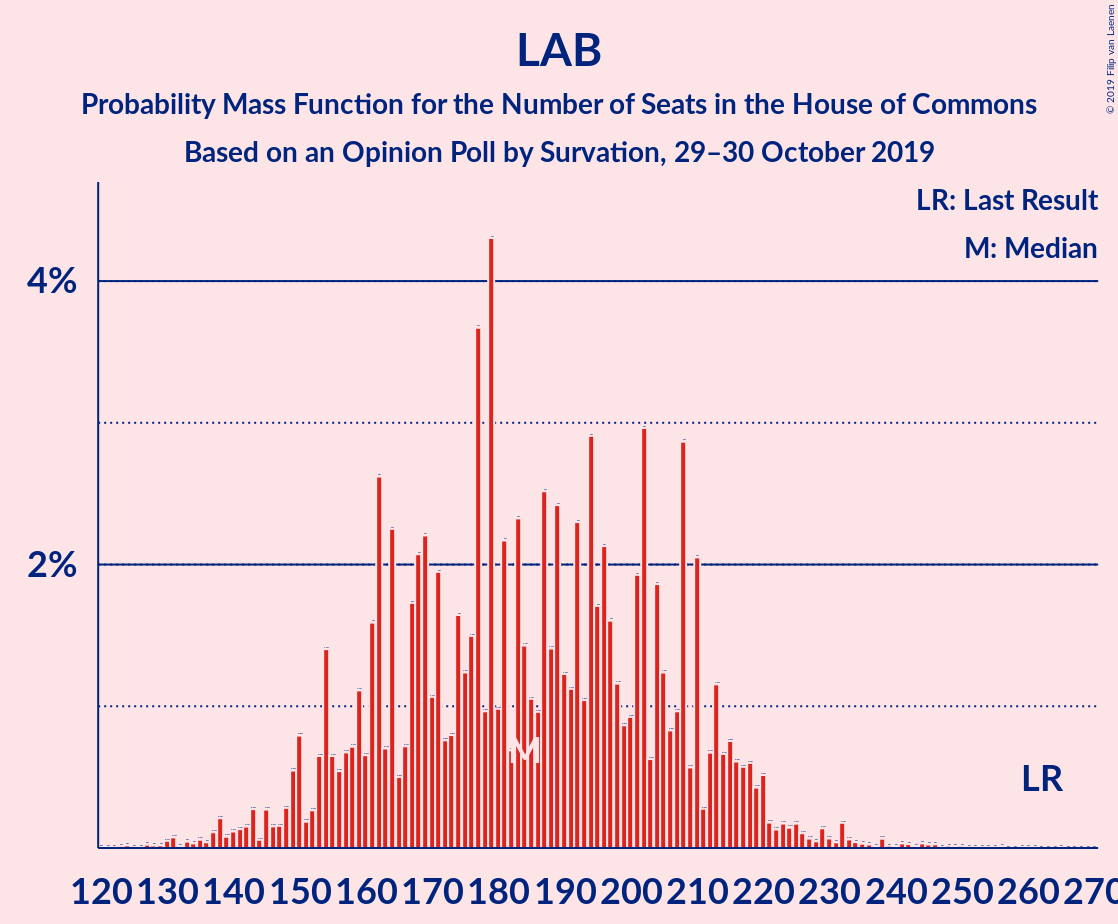 LAB
Probability Mass Function for the Number of Seats in the House of Commons
Based on an Opinion Poll by Survation, 29–30 October 2019
© 2019 Filip van Laenen
LR: Last Result
M: Median
4%
2%
M
LR
120 130 140 150 160 170 180 190 200 210 220 230 240 250 260 270